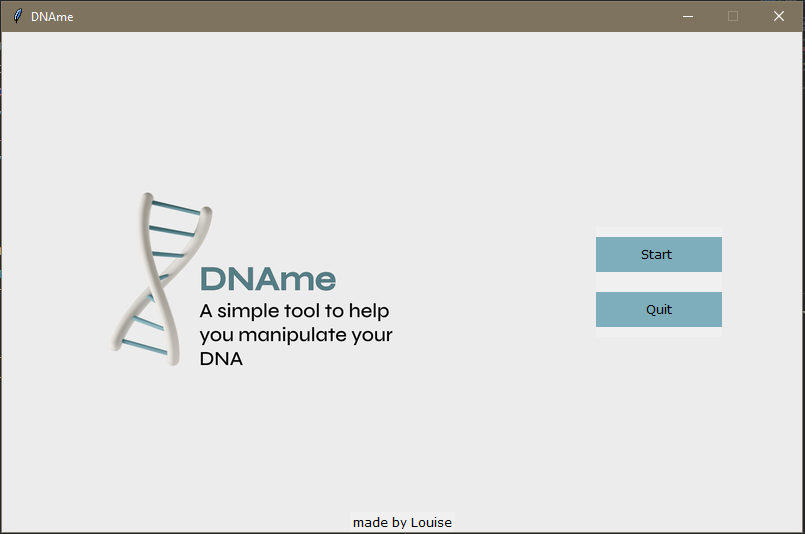 DNAme
DNAme
A simple tool to help
you manipulate your
DNA
Start
Quit
made by Louise